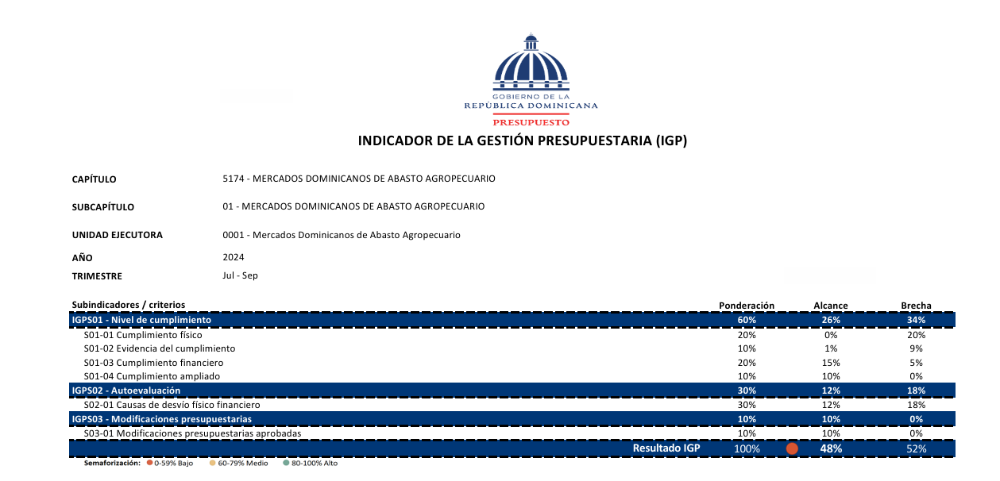 GOBIERNO DE LA
REPÚBLICA DOMINICANA
PRESUPUESTO
INDICADOR DE LA GESTIÓN PRESUPUESTARIA (IGP)
CAPÍTULO 5174 - MERCADOS DOMINICANOS DE ABASTO AGROPECUARIO
SUBCAPÍTULO 01 - MERCADOS DOMINICANOS DE ABASTO AGROPECUARIO
UNIDAD EJECUTORA 0001 - Mercados Dominicanos de Abasto Agropecuario
AÑO 2024
TRIMESTRE Jul - Sep
Subindicadores / criterios Ponderación Alcance Brecha
IGPS01 - Nivel de cumplimiento 60% 26% 34%
S01-01 Cumplimiento físico 20% 0% 20%
S01-02 Evidencia del cumplimiento 10% 1% 9%
S01-03 Cumplimiento financiero 20% 15% 5%
S01-04 Cumplimiento ampliado 10% 10% 0%
IGPS02 - Autoevaluación 30% 12% 18%
S02-01 Causas de desvío físico financiero 30% 12% 18%
IGPS03 - Modificaciones presupuestarias 10% 10% 0%
S03-01 Modificaciones presupuestarias aprobadas 10% 10% 0%
Resultado IGP 100% 48% 52%
Semaforización: 0-59% Bajo 60-79% Medio 80-100% Alto